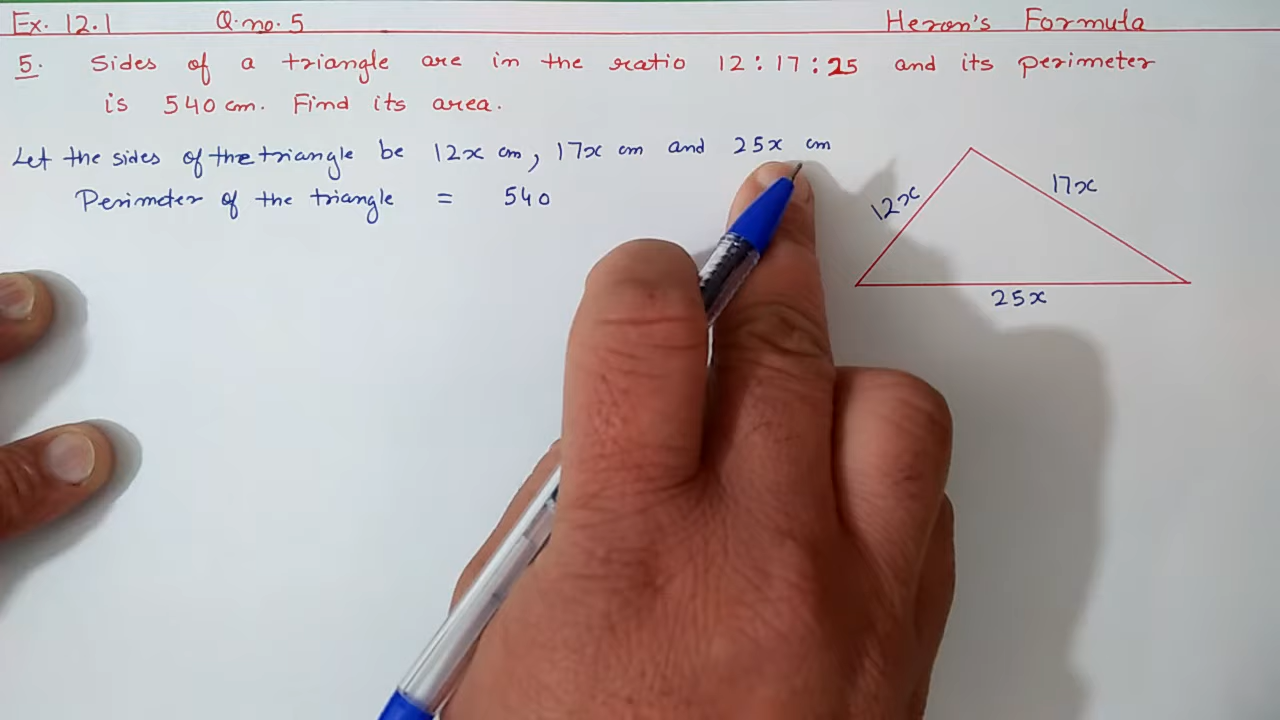 Ex. 12.1 Q.no.5 Heron's Formula
5. Sides of a triangle are in the ratio 12:17:25 and its perimeter
is 540 cm. Find its area.
Let the sides of the triangle be 12x cm, 17x cm and 25x cm
Perimeter of the triangle = 540
12x
17x
25x